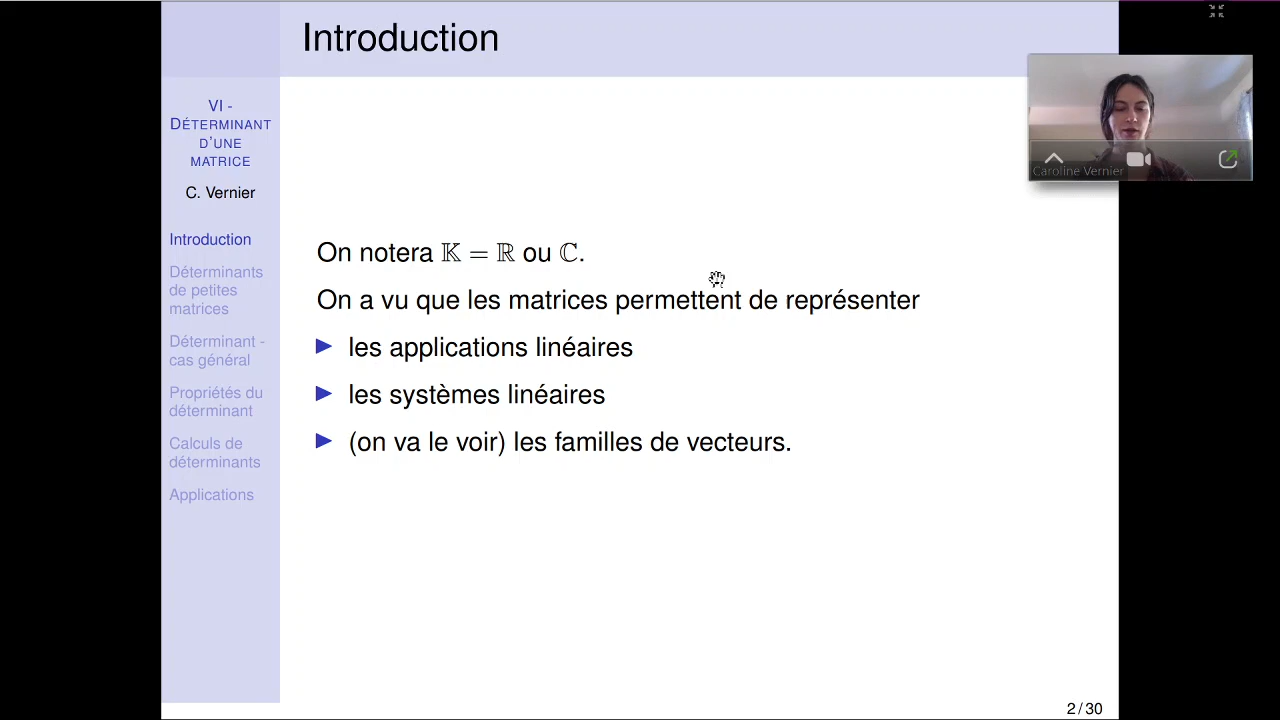 Introduction
VI -
DÉTERMINANT
D'UNE
MATRICE
C. Vernier
Introduction
Déterminants
de petites
matrices
Déterminant -
cas général
Propriétés du
déterminant
Calculs de
déterminants
Applications
On notera 𝕂 = ℝ ou ℂ.
On a vu que les matrices permettent de représenter
▶ les applications linéaires
▶ les systèmes linéaires
▶ (on va le voir) les familles de vecteurs.
Caroline Vernier
2 / 30